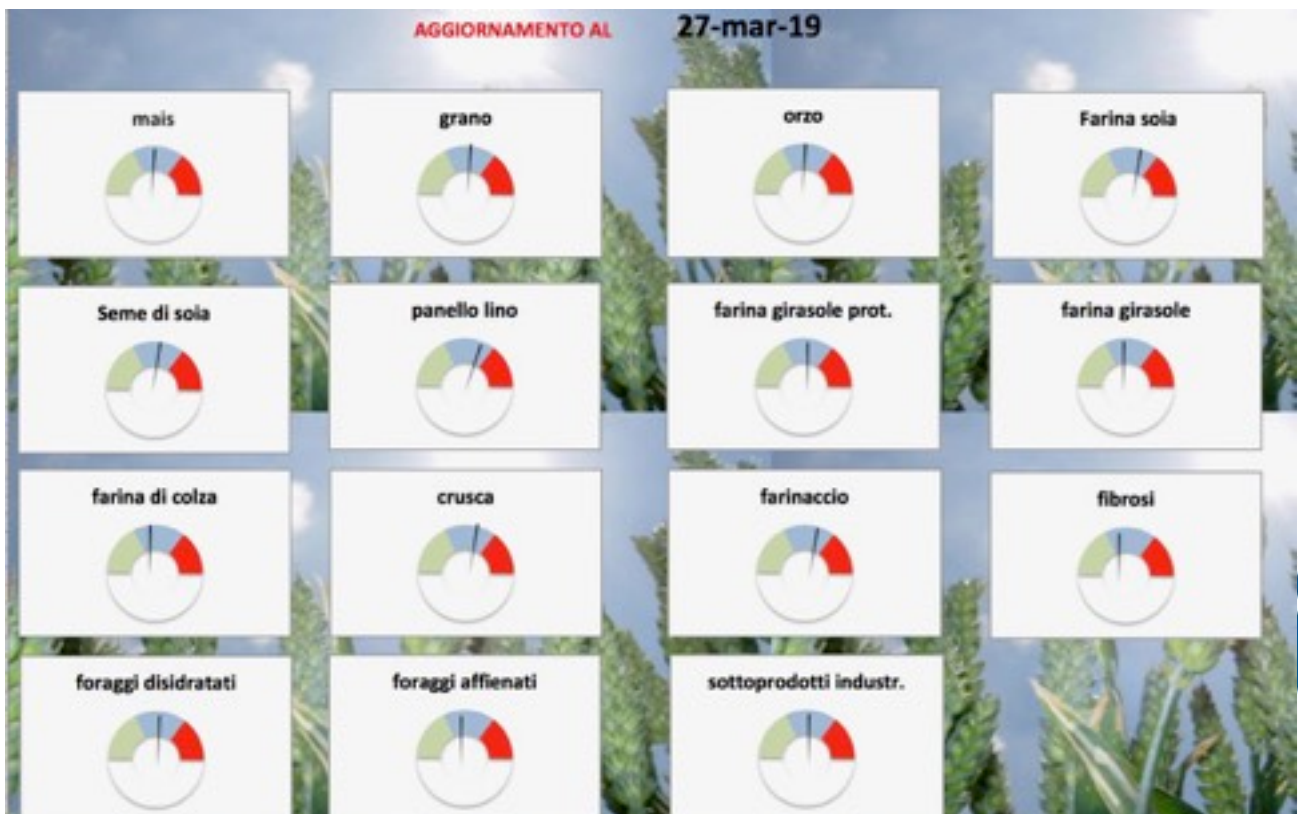 AGGIORNAMENTO AL 27-mar-19
mais
grano
orzo
Farina soia
Seme di soia
panello lino
farina girasole prot.
farina girasole
farina di colza
crusca
farinaccio
fibrosi
foraggi disidratati
foraggi affienati
sottoprodotti industr.